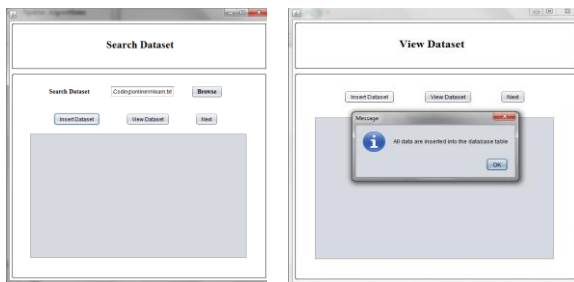 Search Dataset
Search Dataset
Browse
Insert Dataset
View Dataset
Next
View Dataset
Insert Dataset
View Dataset
Next
Message
All data are inserted into the database table
OK